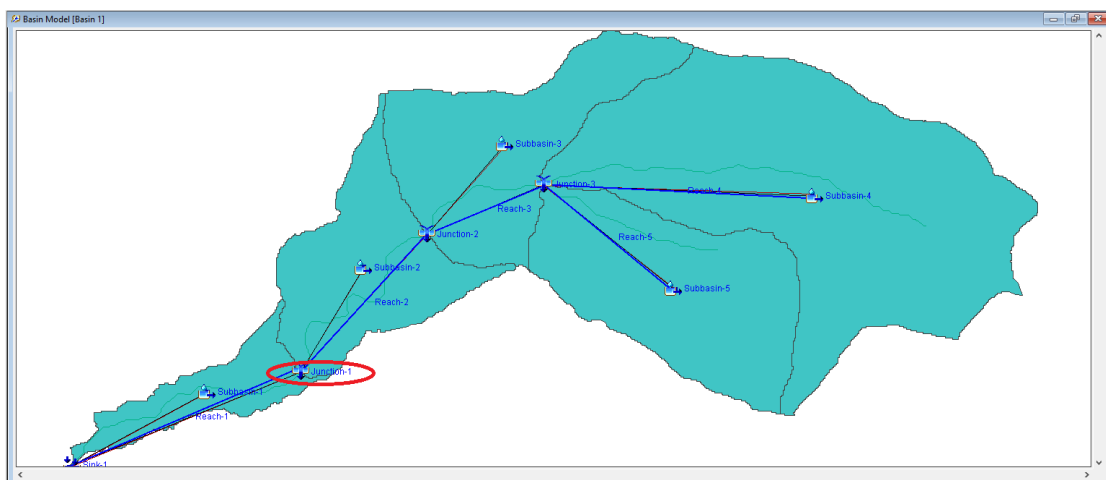 Basin Model [Basin 1]
Subbasin-3
Junction-3
Reach-4
Subbasin-4
Reach-3
Junction-2
Reach-5
Subbasin-2
Subbasin-5
Reach-2
Junction-1
Subbasin-1
Reach-1
Sink-1